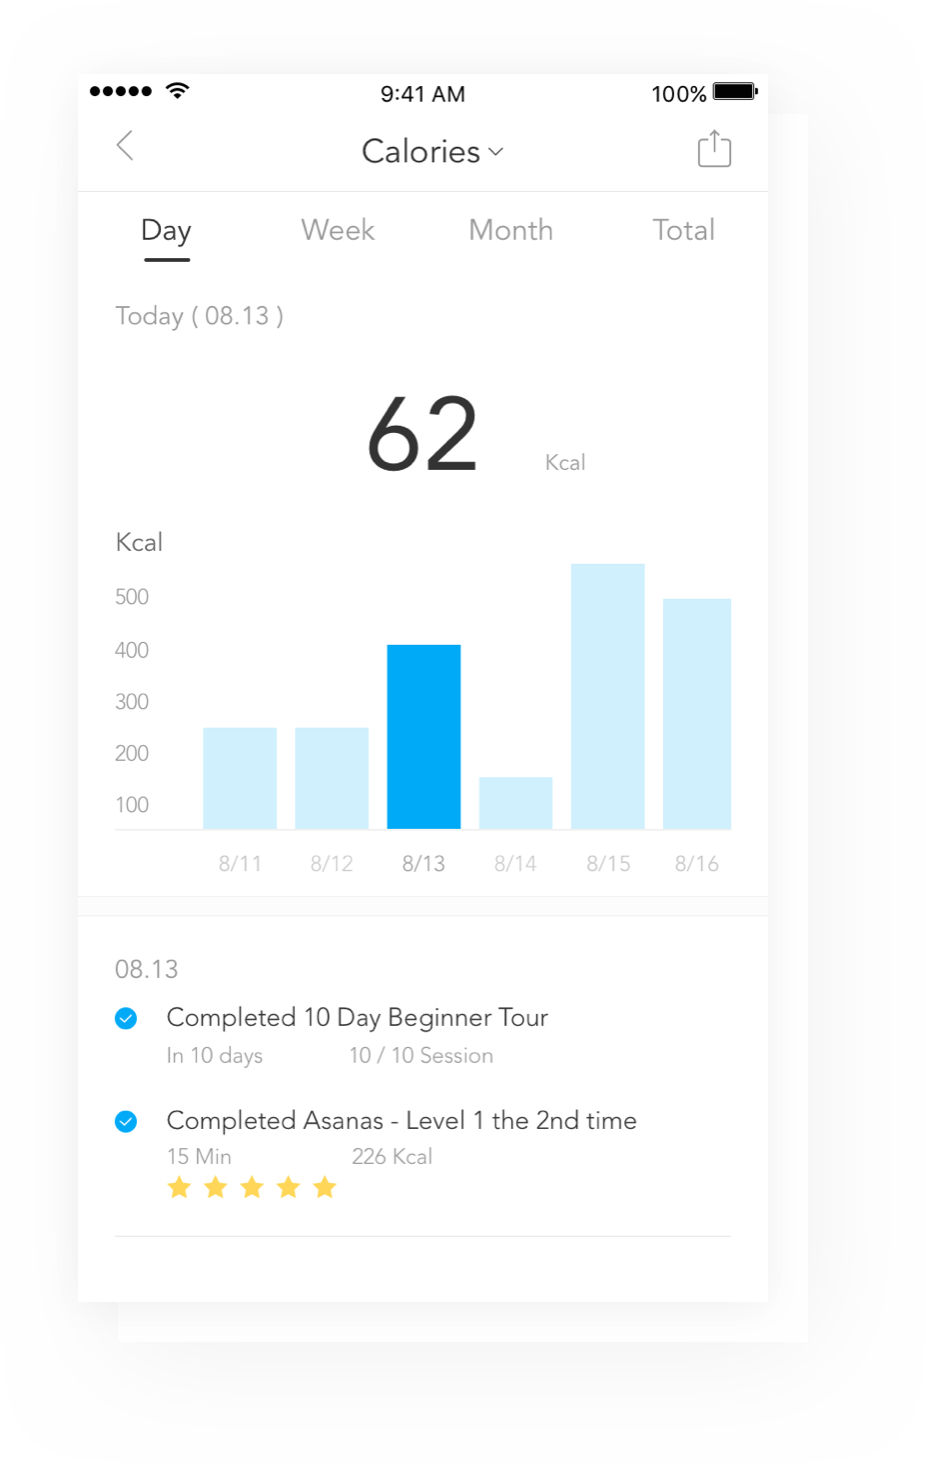 9:41 AM 100%
Calories
Day Week Month Total
Today ( 08.13 )
62 Kcal
Kcal
500
400
300
200
100
8/11 8/12 8/13 8/14 8/15 8/16
08.13
Completed 10 Day Beginner Tour
In 10 days 10 / 10 Session
Completed Asanas - Level 1 the 2nd time
15 Min 226 Kcal